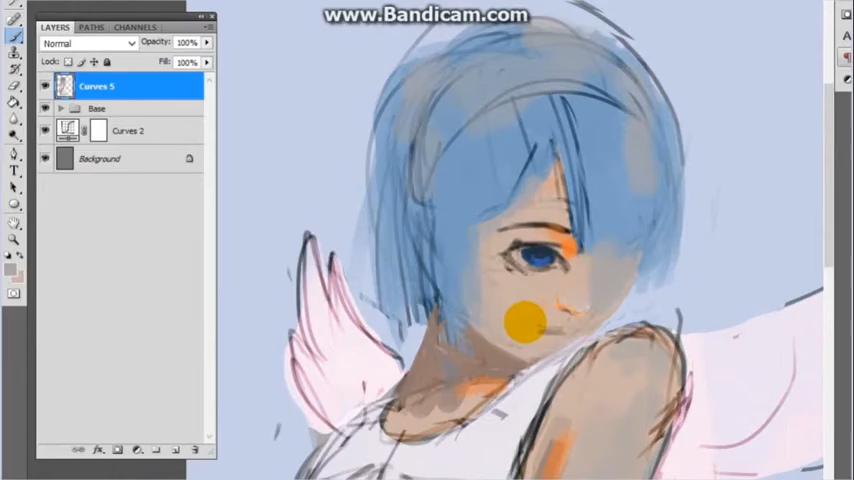 www.Bandicam.com
LAYERS PATHS CHANNELS
Normal Opacity: 100%
Lock: Fill: 100%
Curves 5
Base
Curves 2
Background